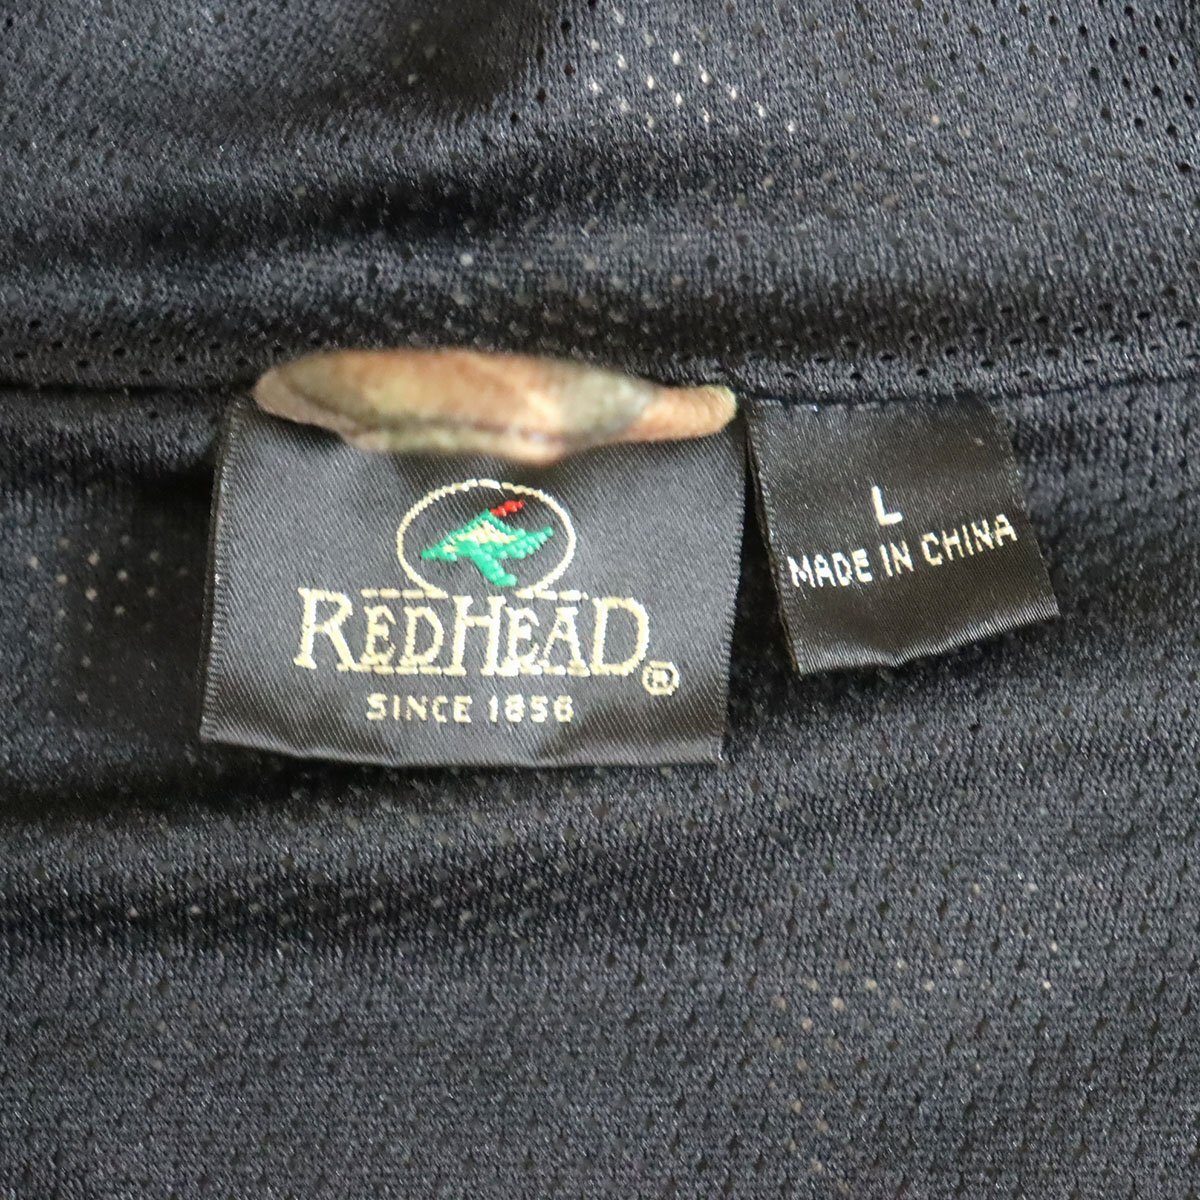 REDHEAD®
SINCE 1856
L
MADE IN CHINA